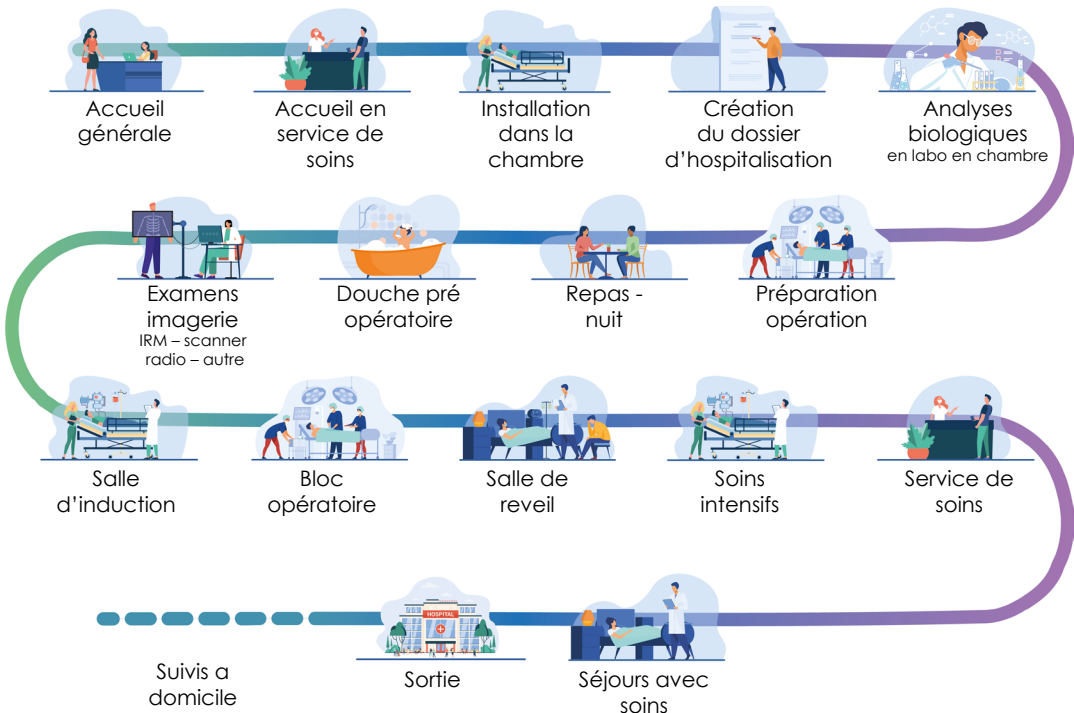 Accueil
générale
Accueil en
service de
soins
Installation
dans la
chambre
Création
du dossier
d'hospitalisation
Analyses
biologiques
en labo en chambre
Examens
imagerie
IRM – scanner
radio – autre
Douche pré
opératoire
Repas -
nuit
Préparation
opération
Salle
d'induction
Bloc
opératoire
Salle de
reveil
Soins
intensifs
Service de
soins
Suivis a
domicile
HOSPITAL
Sortie
Séjours avec
soins